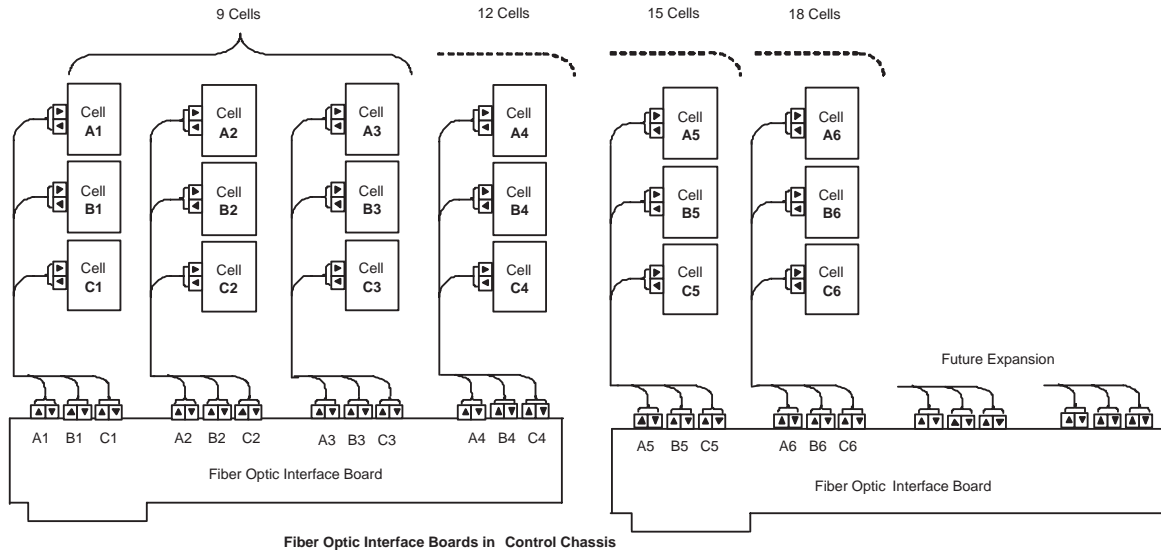 9 Cells
12 Cells
15 Cells
18 Cells
Cell
A1
Cell
A2
Cell
A3
Cell
A4
Cell
A5
Cell
A6
Cell
B1
Cell
B2
Cell
B3
Cell
B4
Cell
B5
Cell
B6
Cell
C1
Cell
C2
Cell
C3
Cell
C4
Cell
C5
Cell
C6
Future Expansion
A1 B1 C1
A2 B2 C2
A3 B3 C3
A4 B4 C4
A5 B5 C5
A6 B6 C6
Fiber Optic Interface Board
Fiber Optic Interface Board
Fiber Optic Interface Boards in Control Chassis